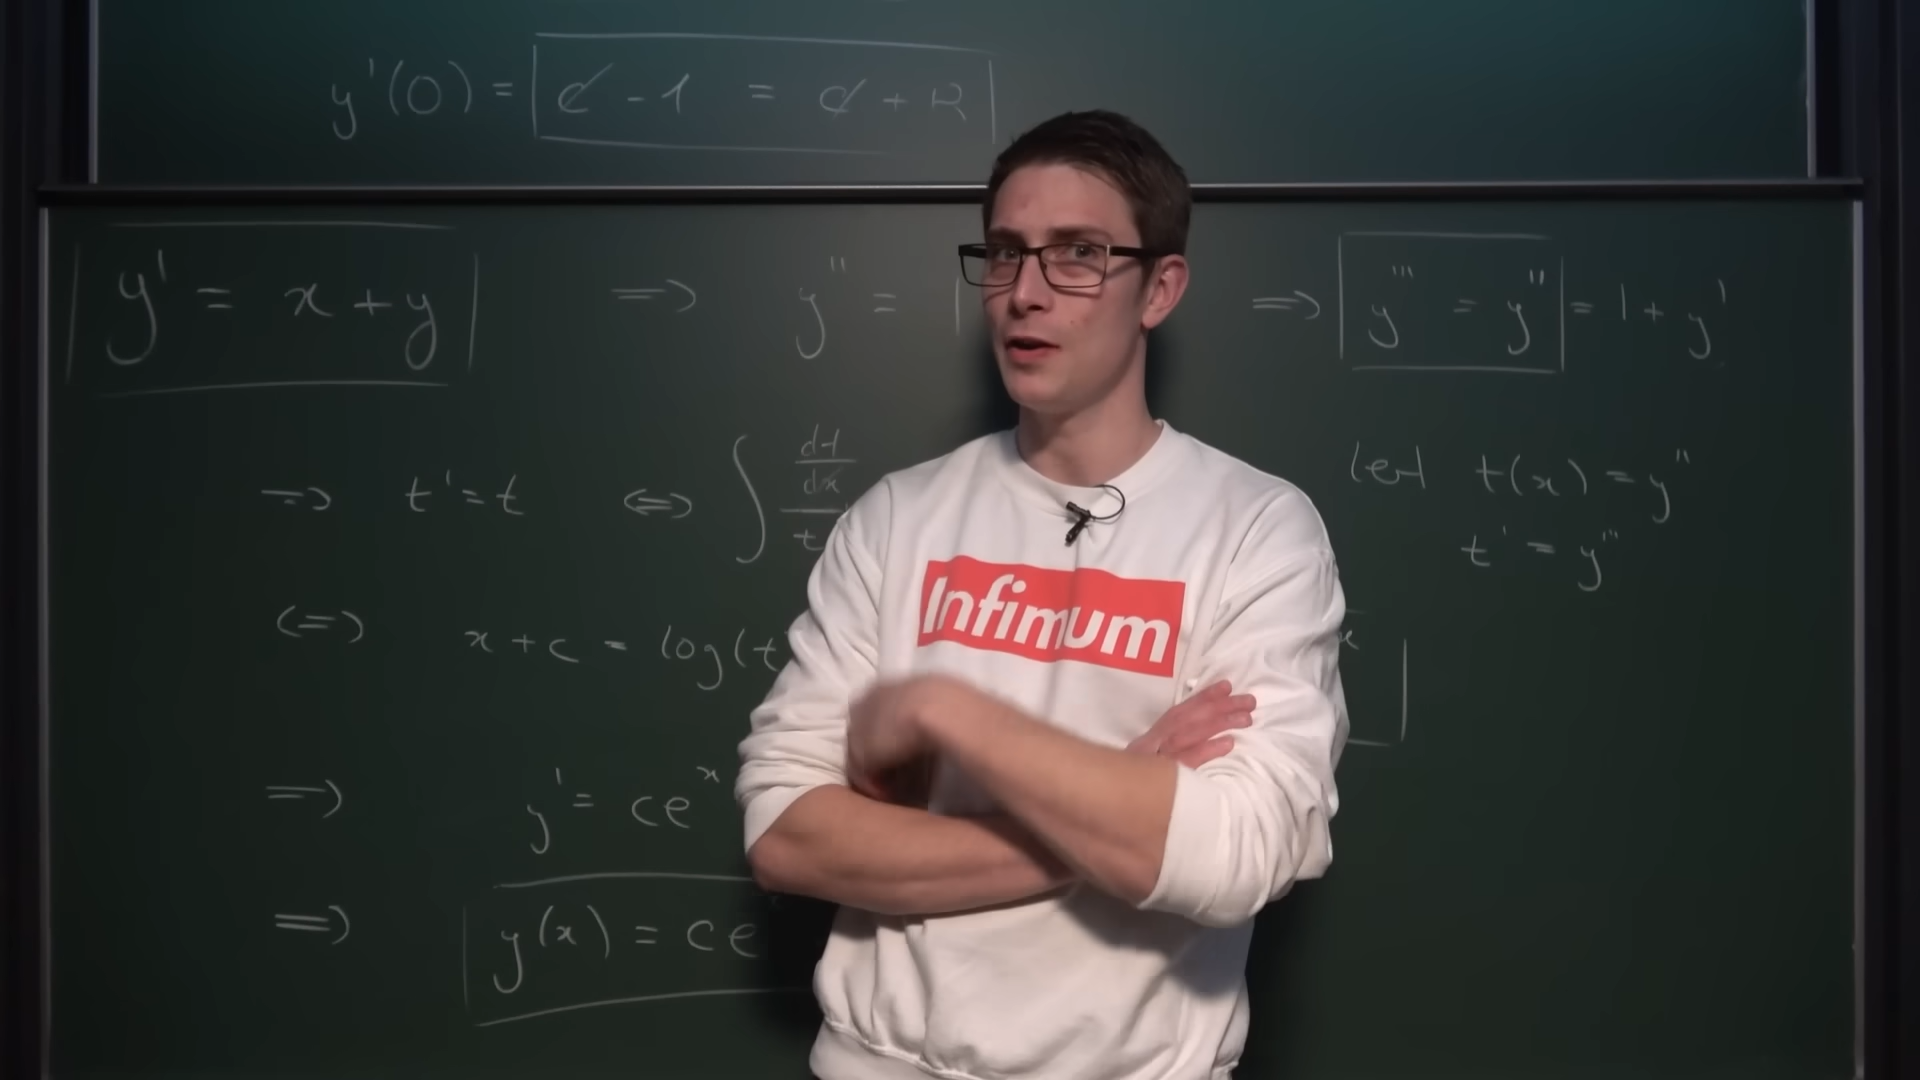 y'(0) = c - 1 = c + k
y' = x + y => y'' = 1 => y''' = y'' = 1 + y'
=> t' = t <=> ∫ dt/dx / t let t(x) = y''
t' = y'''
<=> x + c = log(t
x
=> y' = ce^x
=> y(x) = ce
Infimum